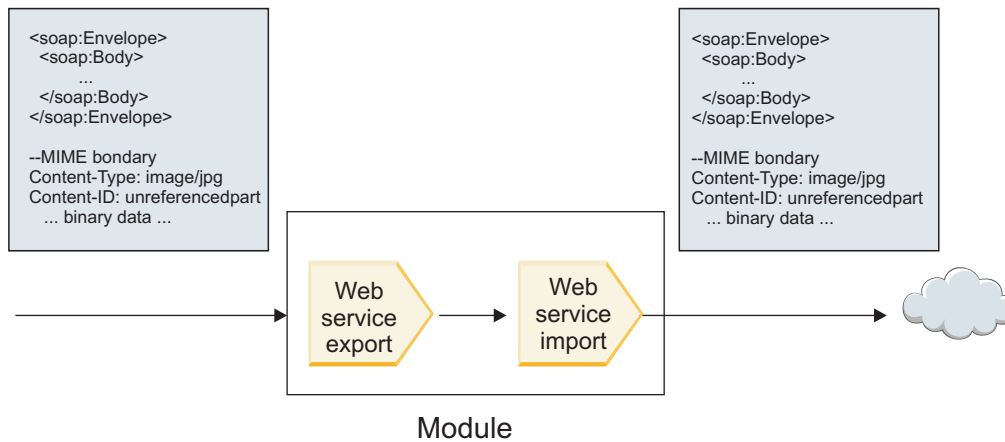 <soap:Envelope>
<soap:Body>
...
</soap:Body>
</soap:Envelope>
--MIME bondary
Content-Type: image/jpg
Content-ID: unreferencedpart
... binary data ...
<soap:Envelope>
<soap:Body>
...
</soap:Body>
</soap:Envelope>
--MIME bondary
Content-Type: image/jpg
Content-ID: unreferencedpart
... binary data ...
Web
service
export
Web
service
import
Module